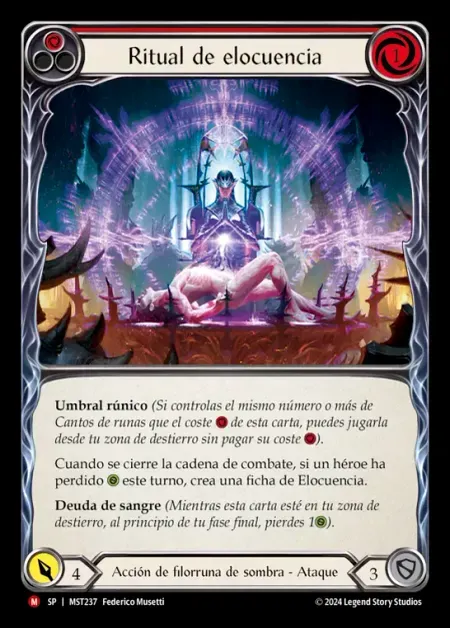 Ritual de elocuencia
1
Umbral rúnico (Si controlas el mismo número o más de
Cantos de runas que el coste de esta carta, puedes jugarla
desde tu zona de destierro sin pagar su coste ).
Cuando se cierre la cadena de combate, si un héroe ha
perdido este turno, crea una ficha de Elocuencia.
Deuda de sangre (Mientras esta carta esté en tu zona de
destierro, al principio de tu fase final, pierdes 1 ).
4
Acción de filorruna de sombra - Ataque
3
M SP | MST237 Federico Musetti
© 2024 Legend Story Studios